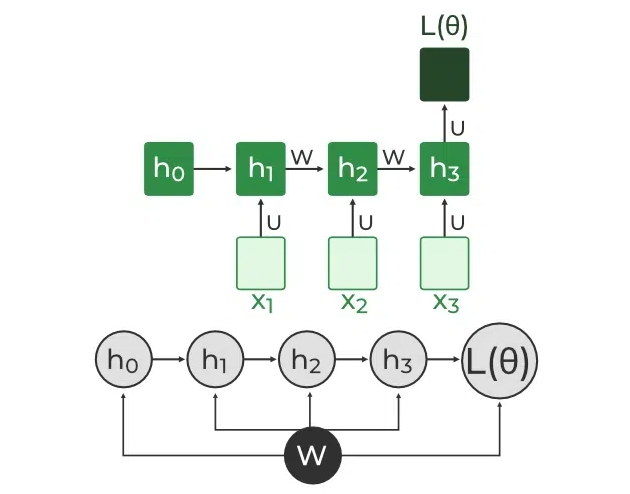 L(θ)
U
h₀ h₁ W h₂ W h₃
U U U
x₁ x₂ x₃
h₀ h₁ h₂ h₃ L(θ)
W